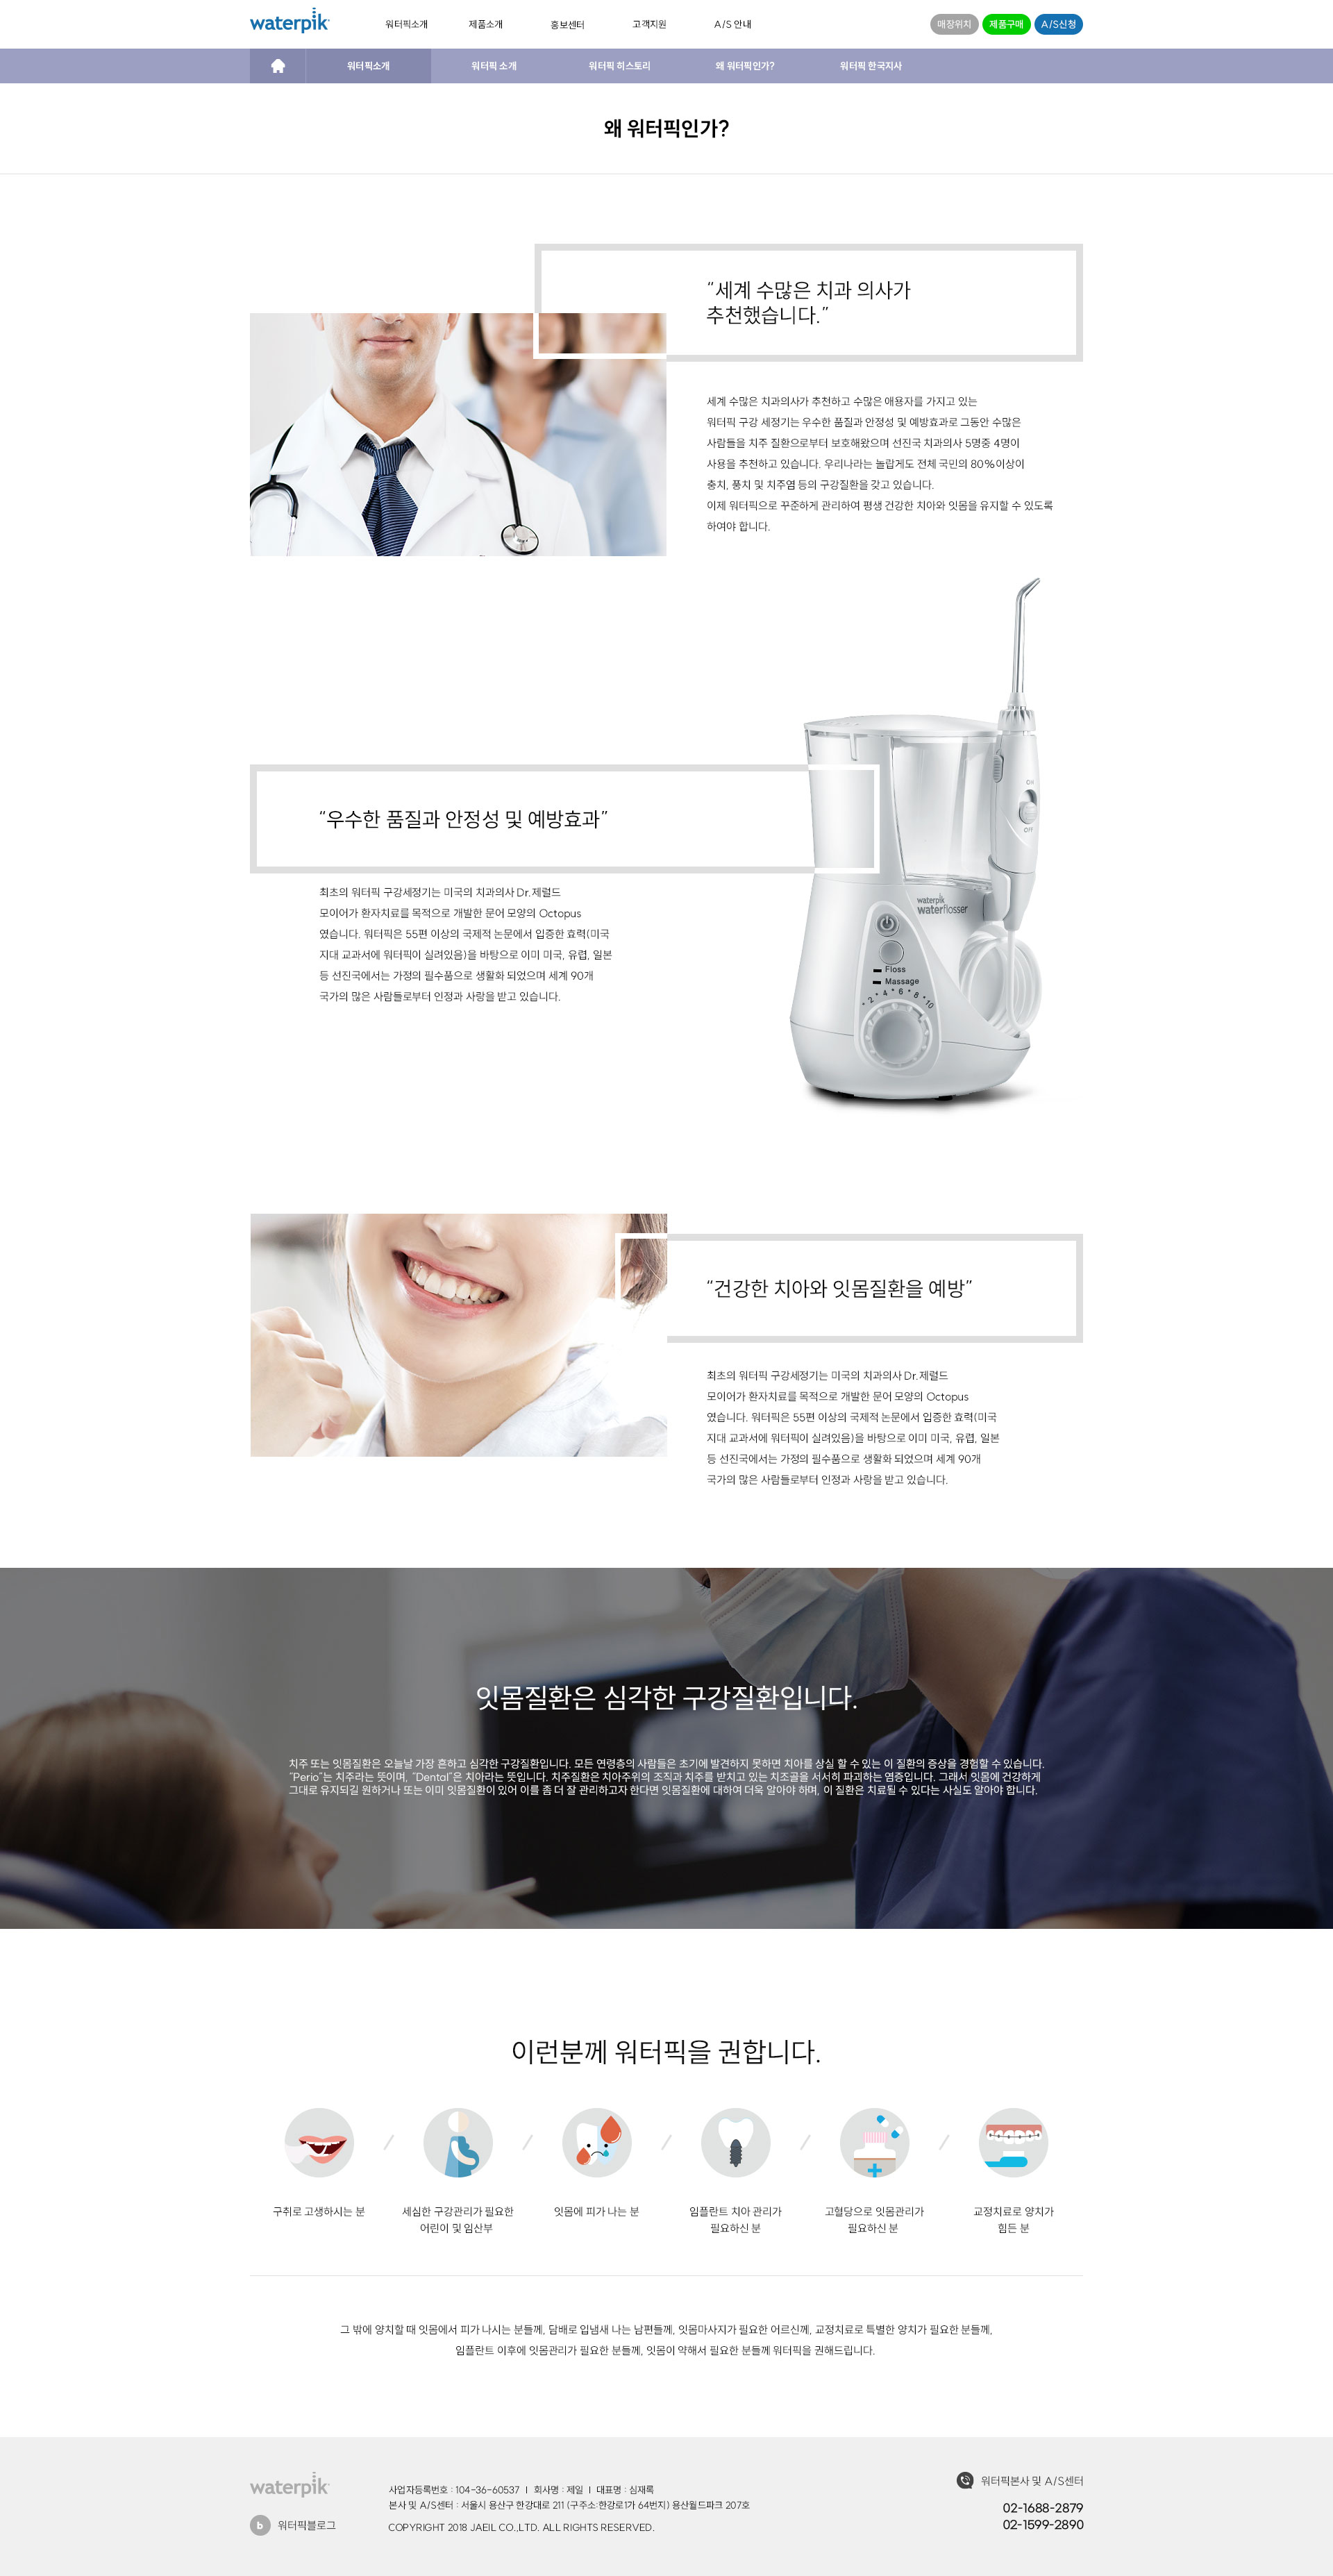 waterpik
워터픽소개
제품소개
홍보센터
고객지원
A/S 안내
매장위치
제품구매
A/S신청
워터픽소개
워터픽 소개
워터픽 히스토리
왜 워터픽인가?
워터픽 한국지사
왜 워터픽인가?
“세계 수많은 치과 의사가
추천했습니다.”
세계 수많은 치과의사가 추천하고 수많은 애용자를 가지고 있는
워터픽 구강 세정기는 우수한 품질과 안정성 및 예방효과로 그동안 수많은
사람들을 치주 질환으로부터 보호해왔으며 선진국 치과의사 5명중 4명이
사용을 추천하고 있습니다. 우리나라는 놀랍게도 전체 국민의 80%이상이
충치, 풍치 및 치주염 등의 구강질환을 갖고 있습니다.
이제 워터픽으로 꾸준하게 관리하여 평생 건강한 치아와 잇몸을 유지할 수 있도록
하여야 합니다.
ON
OFF
waterpik
waterflosser
Floss
Massage
2 4 6 8 10
“우수한 품질과 안정성 및 예방효과”
최초의 워터픽 구강세정기는 미국의 치과의사 Dr.제럴드
모이어가 환자치료를 목적으로 개발한 문어 모양의 Octopus
였습니다. 워터픽은 55편 이상의 국제적 논문에서 입증한 효력(미국
지대 교과서에 워터픽이 실려있음)을 바탕으로 이미 미국, 유렵, 일본
등 선진국에서는 가정의 필수품으로 생활화 되었으며 세계 90개
국가의 많은 사람들로부터 인정과 사랑을 받고 있습니다.
“건강한 치아와 잇몸질환을 예방”
최초의 워터픽 구강세정기는 미국의 치과의사 Dr.제럴드
모이어가 환자치료를 목적으로 개발한 문어 모양의 Octopus
였습니다. 워터픽은 55편 이상의 국제적 논문에서 입증한 효력(미국
지대 교과서에 워터픽이 실려있음)을 바탕으로 이미 미국, 유렵, 일본
등 선진국에서는 가정의 필수품으로 생활화 되었으며 세계 90개
국가의 많은 사람들로부터 인정과 사랑을 받고 있습니다.
잇몸질환은 심각한 구강질환입니다.
치주 또는 잇몸질환은 오늘날 가장 흔하고 심각한 구강질환입니다. 모든 연령층의 사람들은 초기에 발견하지 못하면 치아를 상실 할 수 있는 이 질환의 증상을 경험할 수 있습니다.
“Perio”는 치주라는 뜻이며, “Dental”은 치아라는 뜻입니다. 치주질환은 치아주위의 조직과 치주를 받치고 있는 치조골을 서서히 파괴하는 염증입니다. 그래서 잇몸에 건강하게
그대로 유지되길 원하거나 또는 이미 잇몸질환이 있어 이를 좀 더 잘 관리하고자 한다면 잇몸질환에 대하여 더욱 알아야 하며, 이 질환은 치료될 수 있다는 사실도 알아야 합니다.
이런분께 워터픽을 권합니다.
구취로 고생하시는 분
세심한 구강관리가 필요한
어린이 및 임산부
잇몸에 피가 나는 분
임플란트 치아 관리가
필요하신 분
고혈당으로 잇몸관리가
필요하신 분
교정치료로 양치가
힘든 분
그 밖에 양치할 때 잇몸에서 피가 나시는 분들께, 담배로 입냄새 나는 남편들께, 잇몸마사지가 필요한 어르신께, 교정치료로 특별한 양치가 필요한 분들께,
임플란트 이후에 잇몸관리가 필요한 분들께, 잇몸이 약해서 필요한 분들께 워터픽을 권해드립니다.
waterpik
b 워터픽블로그
사업자등록번호 : 104-36-60537 I 회사명 : 제일 I 대표명 : 심재록
본사 및 A/S센터 : 서울시 용산구 한강대로 211 (구주소:한강로1가 64번지) 용산월드파크 207호
COPYRIGHT 2018 JAEIL CO.,LTD. ALL RIGHTS RESERVED.
워터픽본사 및 A/S센터
02-1688-2879
02-1599-2890